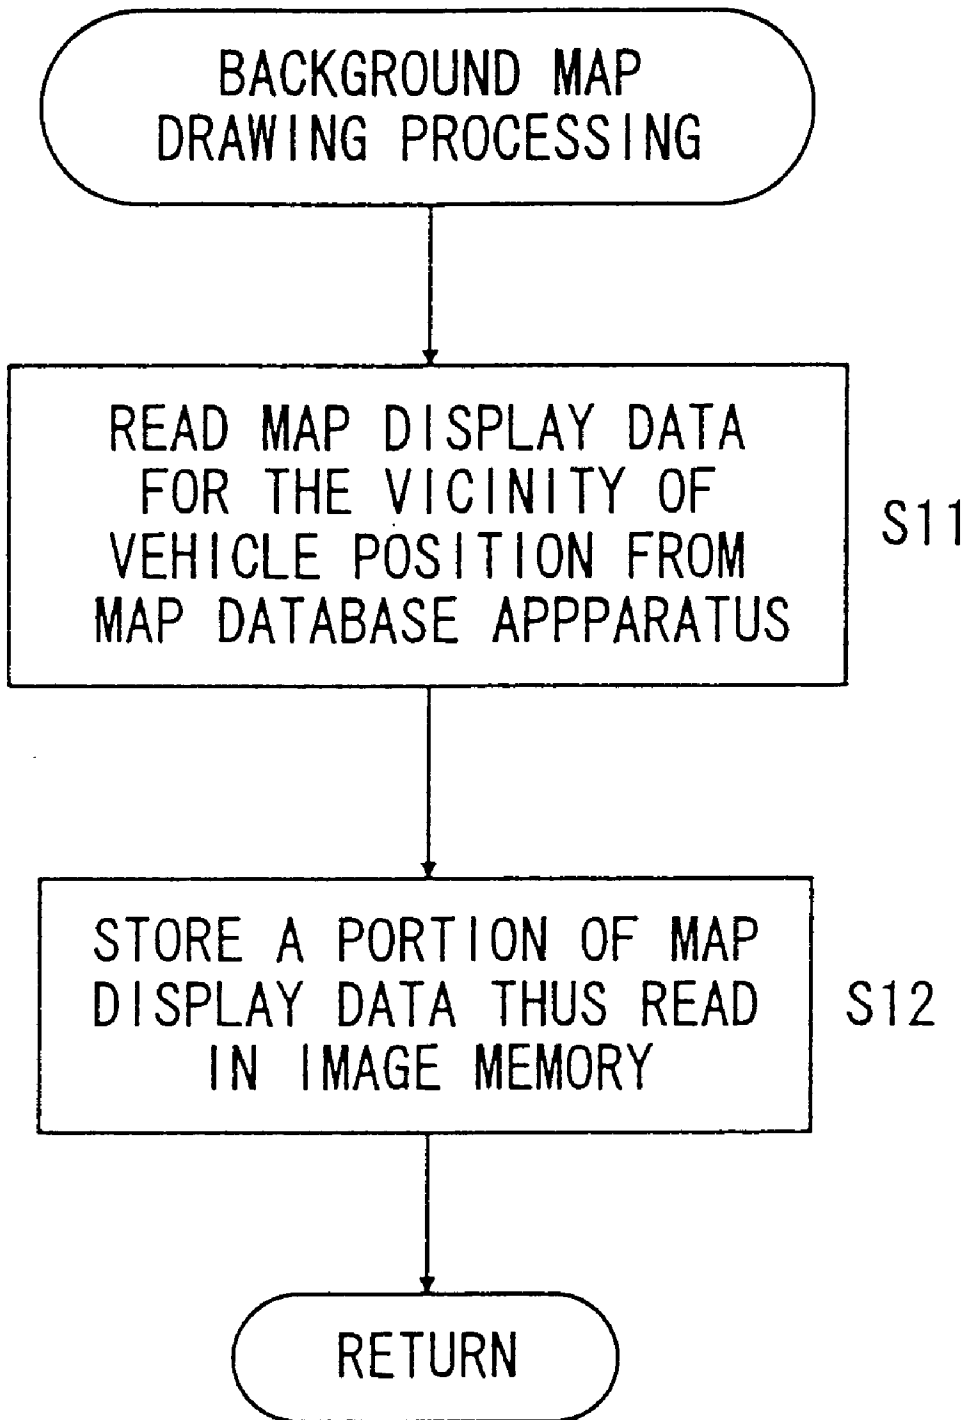 BACKGROUND MAP
DRAWING PROCESSING
READ MAP DISPLAY DATA
FOR THE VICINITY OF
VEHICLE POSITION FROM
MAP DATABASE APPPARATUS
S11
STORE A PORTION OF MAP
DISPLAY DATA THUS READ
IN IMAGE MEMORY
S12
RETURN